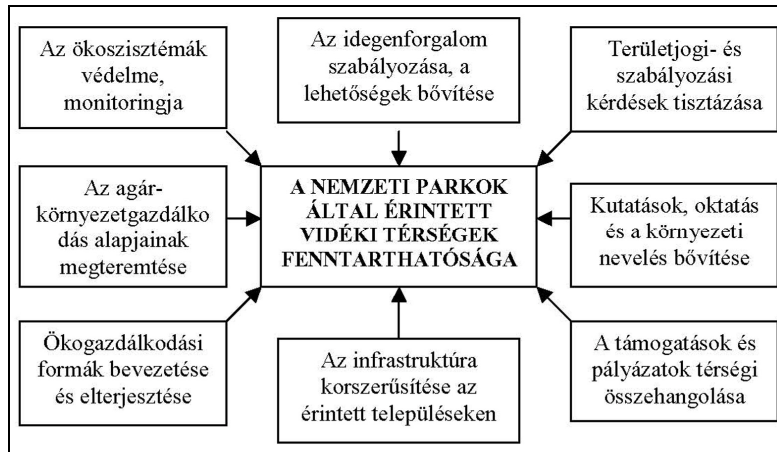 Az ökoszisztémák
védelme,
monitoringja
Az idegenforgalom
szabályozása, a
lehetőségek bővítése
Területjogi- és
szabályozási
kérdések tisztázása
Az agár-
környezetgazdálko
dás alapjainak
megteremtése
A NEMZETI PARKOK
ÁLTAL ÉRINTETT
VIDÉKI TÉRSÉGEK
FENNTARTHATÓSÁGA
Kutatások, oktatás
és a környezeti
nevelés bővítése
Ökogazdálkodási
formák bevezetése
és elterjesztése
Az infrastruktúra
korszerűsítése az
érintett településeken
A támogatások és
pályázatok térségi
összehangolása